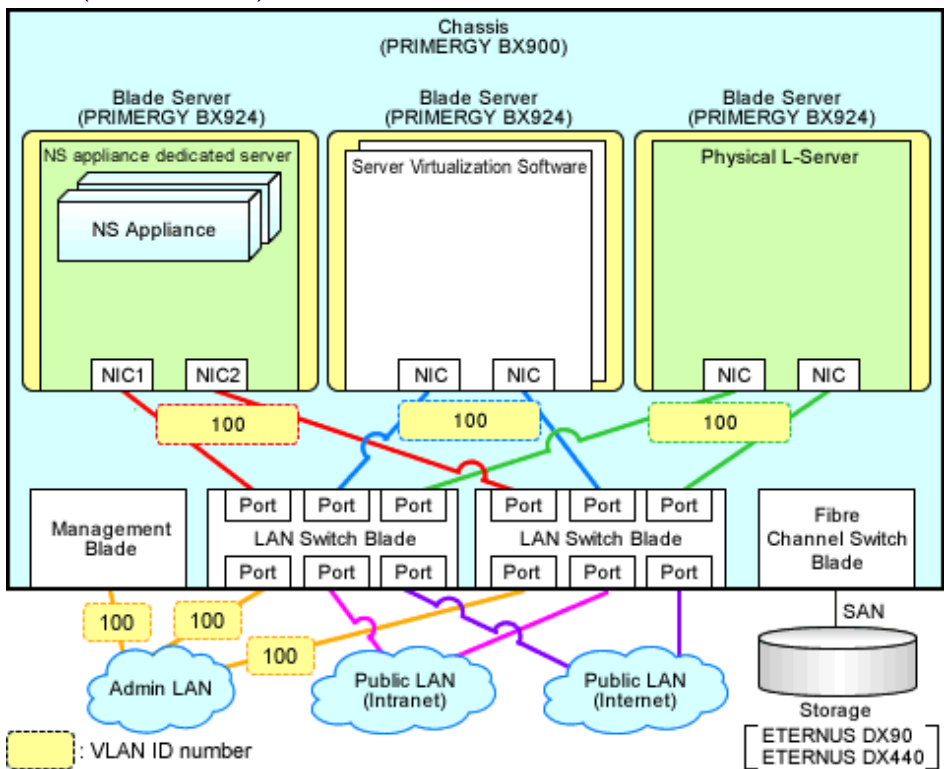 Chassis
(PRIMERGY BX900)
Blade Server
(PRIMERGY BX924)
Blade Server
(PRIMERGY BX924)
Blade Server
(PRIMERGY BX924)
NS appliance dedicated server
NS Appliance
Server Virtualization Software
Physical L-Server
NIC1
NIC2
NIC
NIC
NIC
NIC
100
100
100
Management
Blade
Port
Port
Port
LAN Switch Blade
Port
Port
Port
Port
Port
Port
LAN Switch Blade
Port
Port
Port
Fibre
Channel Switch
Blade
100
100
100
SAN
Admin LAN
Public LAN
(Intranet)
Public LAN
(Internet)
Storage
ETERNUS DX90
ETERNUS DX440
: VLAN ID number